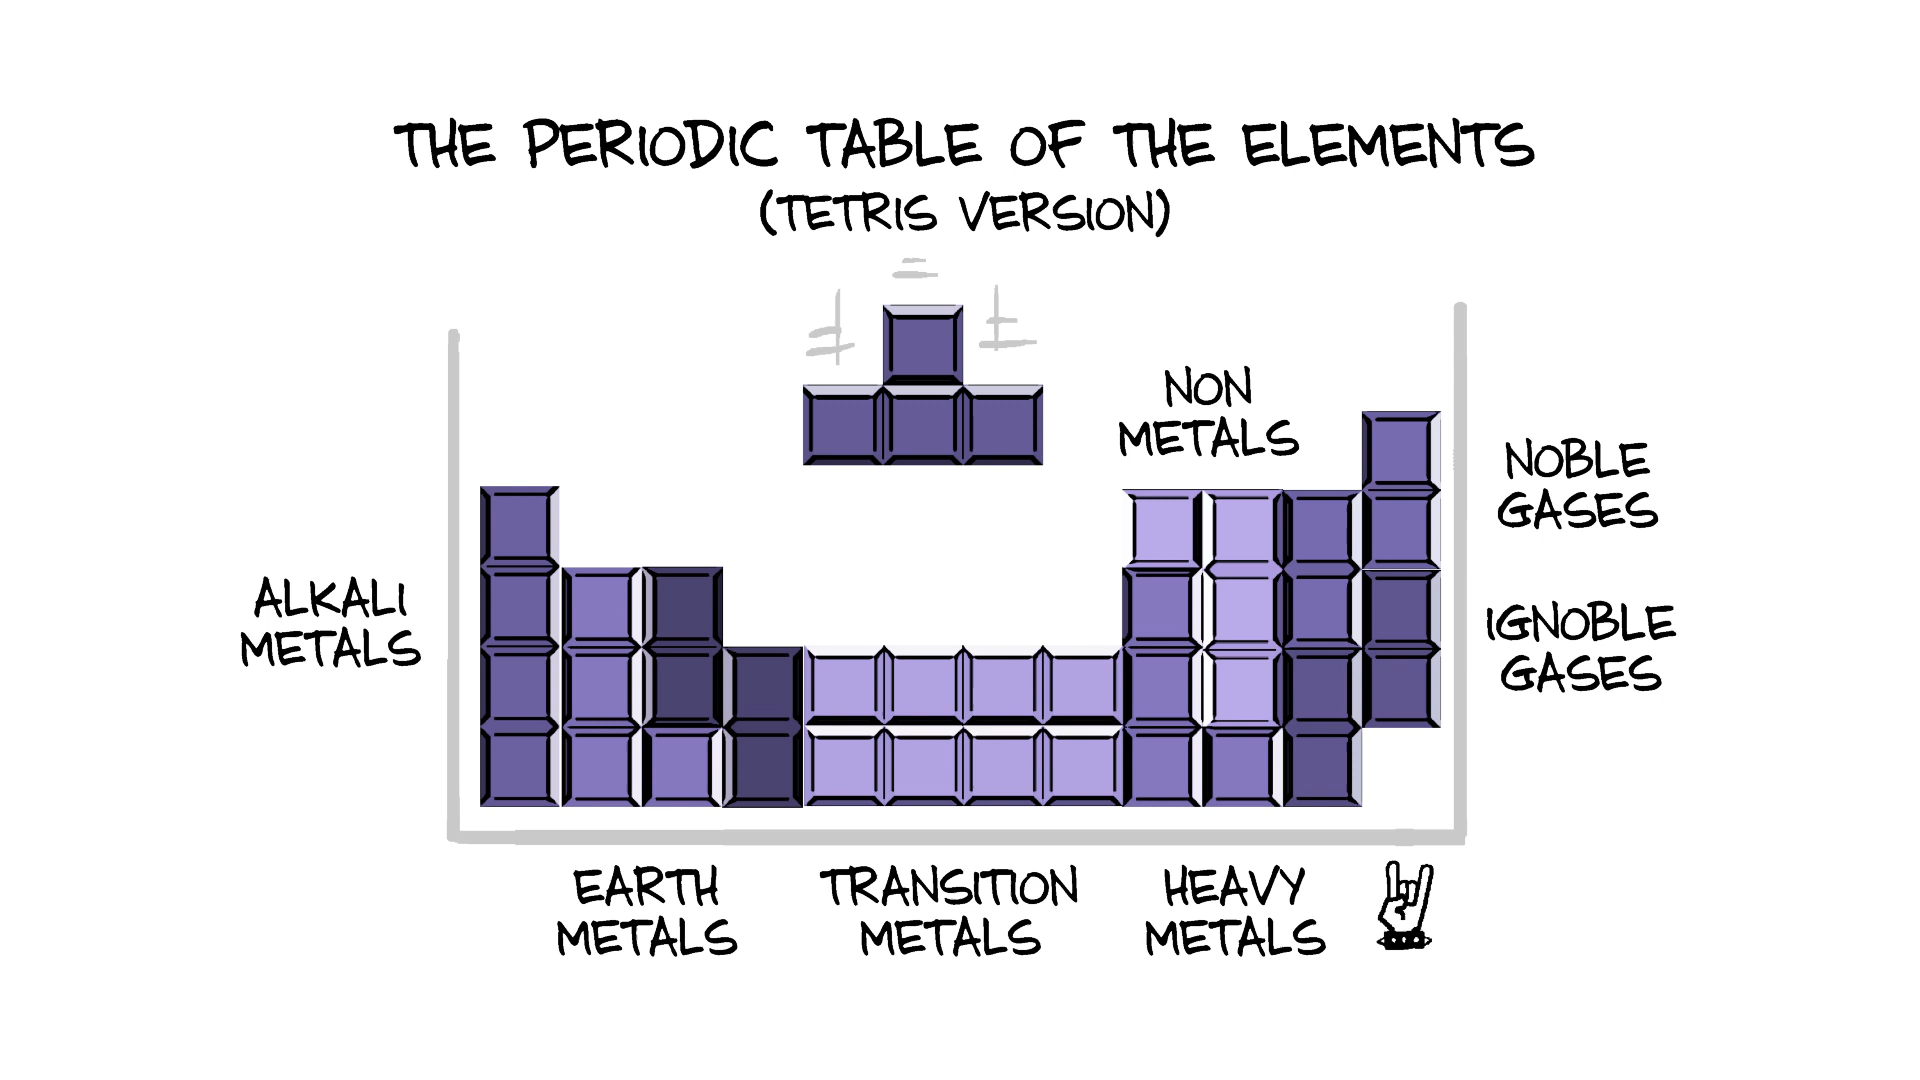 THE PERIODIC TABLE OF THE ELEMENTS
(TETRIS VERSION)
NON
METALS
NOBLE
GASES
ALKALI
METALS
IGNOBLE
GASES
EARTH
METALS
TRANSITION
METALS
HEAVY
METALS